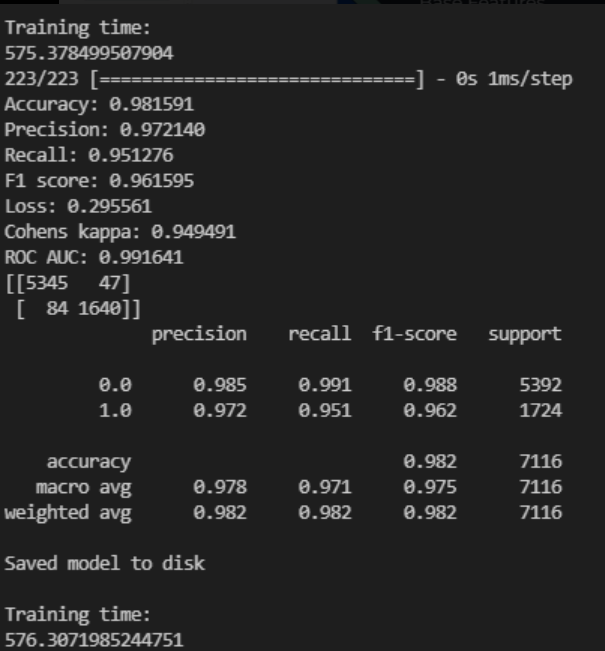 Base Features
Training time:
575.378499507904
223/223 [==============================] - 0s 1ms/step
Accuracy: 0.981591
Precision: 0.972140
Recall: 0.951276
F1 score: 0.961595
Loss: 0.295561
Cohens kappa: 0.949491
ROC AUC: 0.991641
[[5345   47]
 [  84 1640]]
              precision    recall  f1-score   support

         0.0      0.985     0.991     0.988      5392
         1.0      0.972     0.951     0.962      1724

    accuracy                          0.982      7116
   macro avg      0.978     0.971     0.975      7116
weighted avg      0.982     0.982     0.982      7116

Saved model to disk

Training time:
576.3071985244751